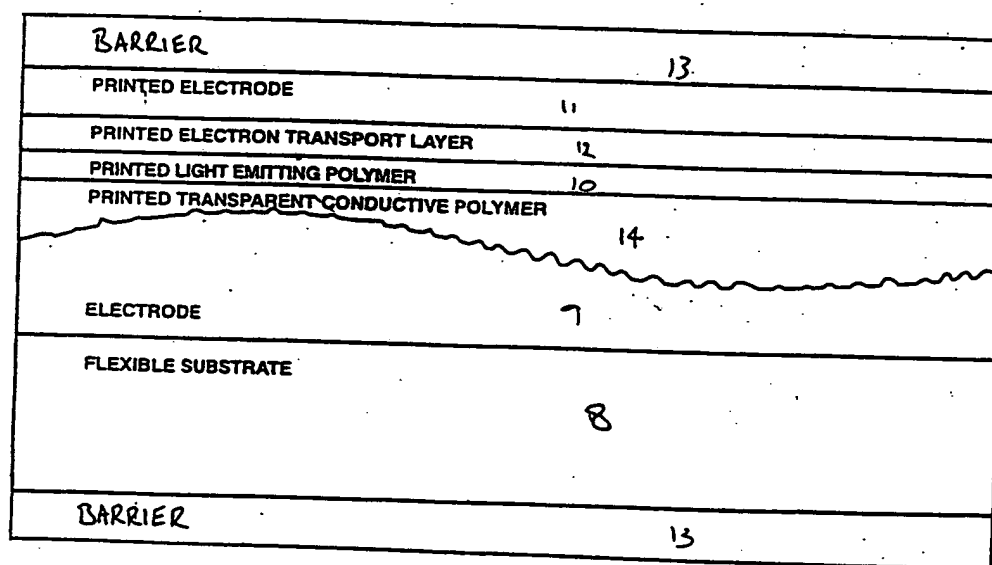 BARRIER 13
PRINTED ELECTRODE 11
PRINTED ELECTRON TRANSPORT LAYER 12
PRINTED LIGHT EMITTING POLYMER 10
PRINTED TRANSPARENT CONDUCTIVE POLYMER 14
ELECTRODE 7
FLEXIBLE SUBSTRATE 8
BARRIER 13